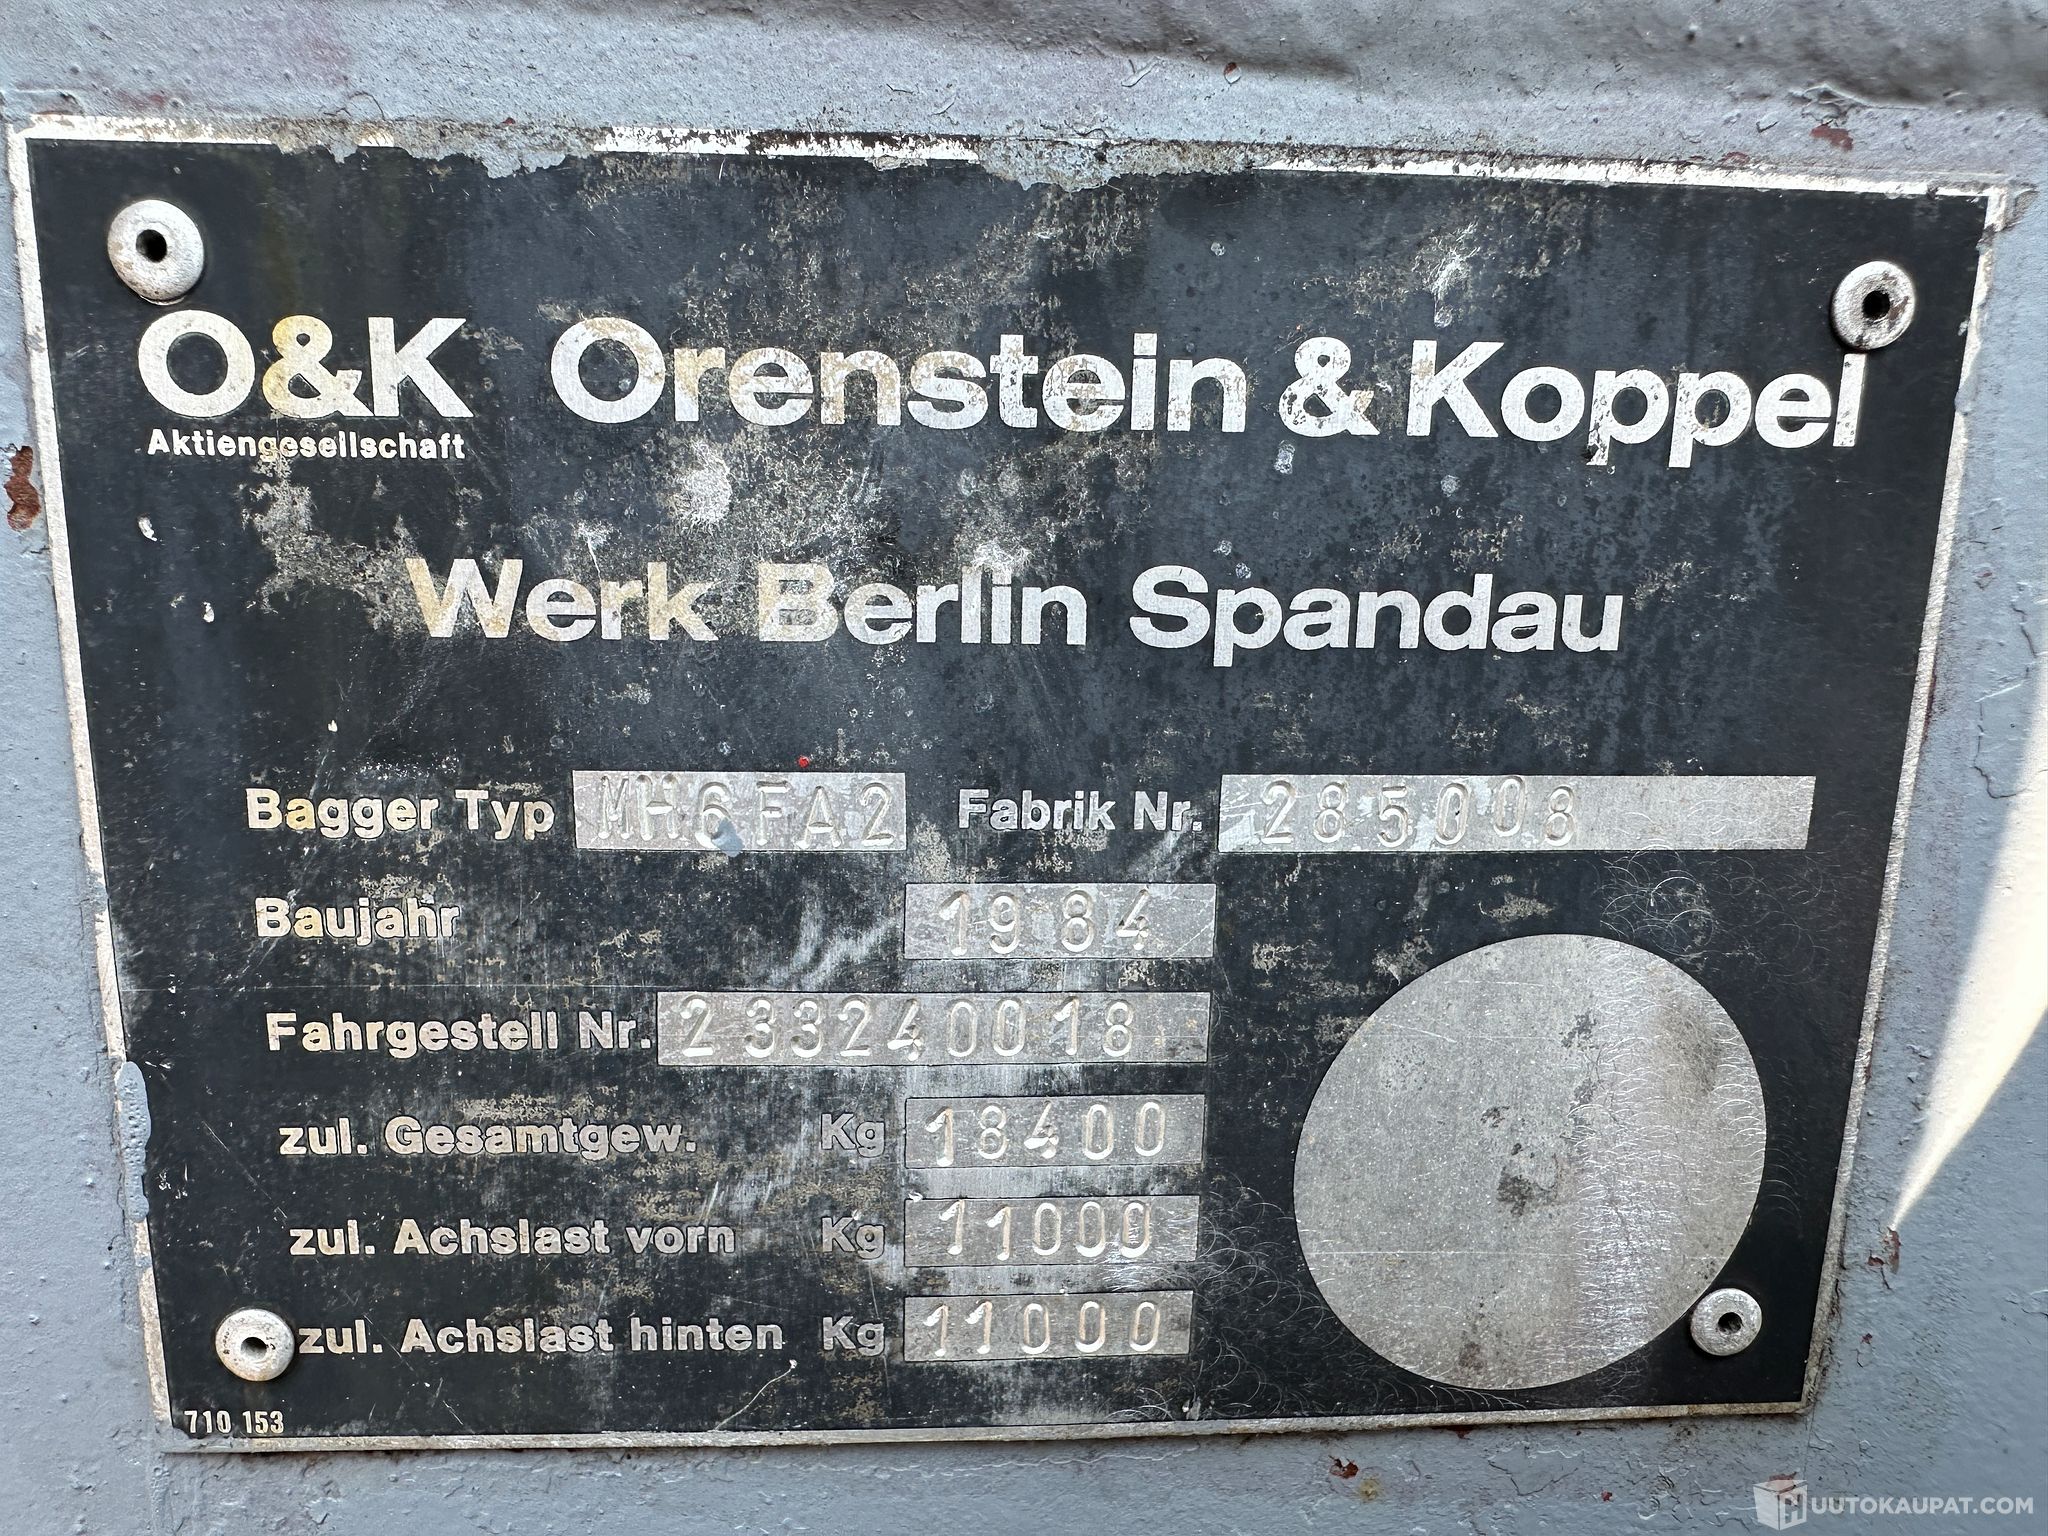 O&K Orenstein & Koppel
Aktiengesellschaft
Werk Berlin Spandau
Bagger Typ MH6FA2 Fabrik Nr. 285008
Baujahr 1984
Fahrgestell Nr. 233240018
zul. Gesamtgew. Kg 18400
zul. Achslast vorn Kg 11000
zul. Achslast hinten Kg 11000
710 153
UUTOKAUPAT.COM